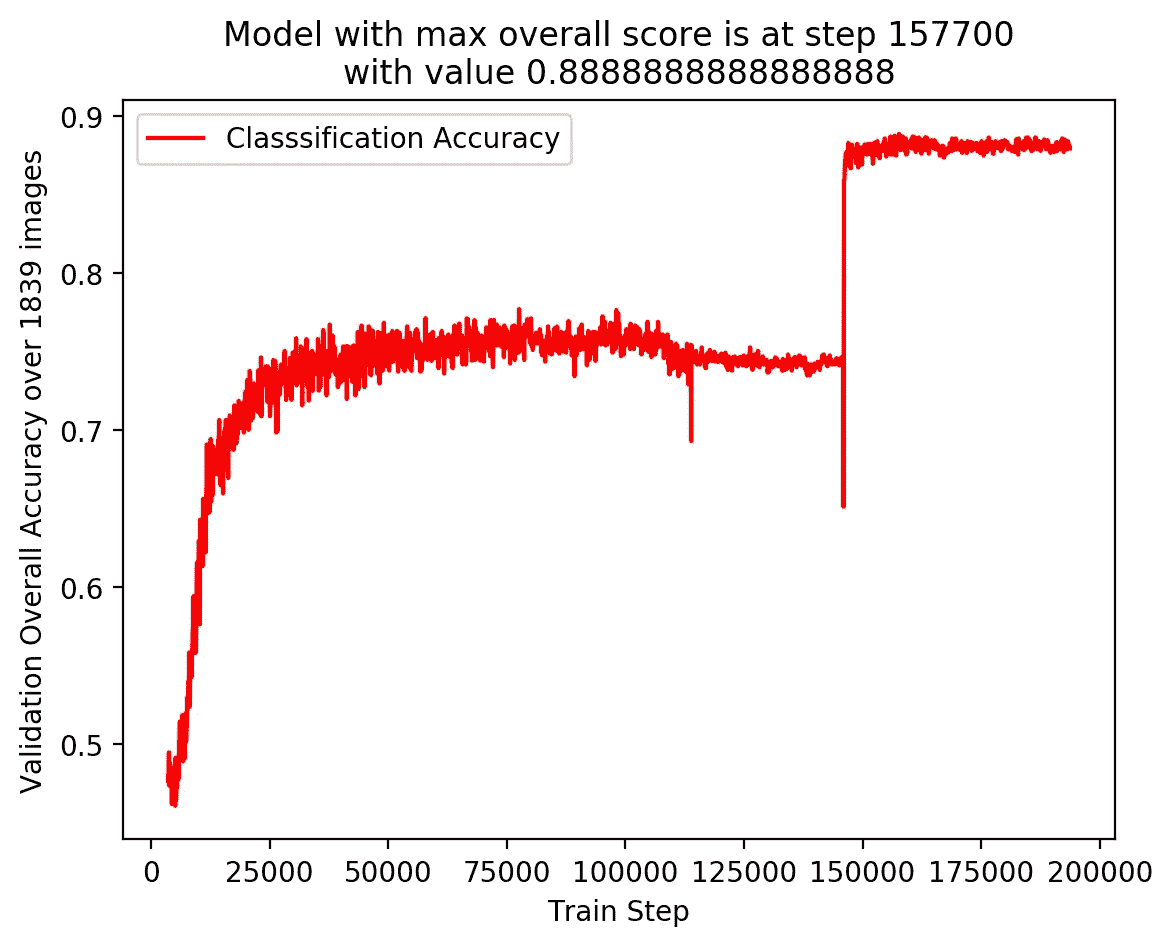 Model with max overall score is at step 157700
with value 0.8888888888888888
Classsification Accuracy
Validation Overall Accuracy over 1839 images
0.9
0.8
0.7
0.6
0.5
0 25000 50000 75000 100000 125000 150000 175000 200000
Train Step